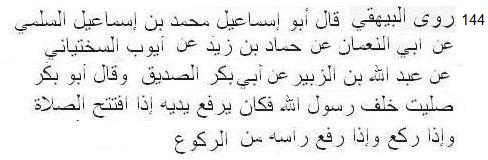 144 روى البيهقي قال أبو إسماعيل محمد بن إسماعيل السلمي
عن ابي النعمان عن حماد بن زيد عن أيوب السختياني
عن عبد الله بن الزبير عن أبي بكر الصديق وقال أبو بكر
صليت خلف رسول الله فكان يرفع يديه إذا افتتح الصلاة
وإذا ركع وإذا رفع راسه من الركوع